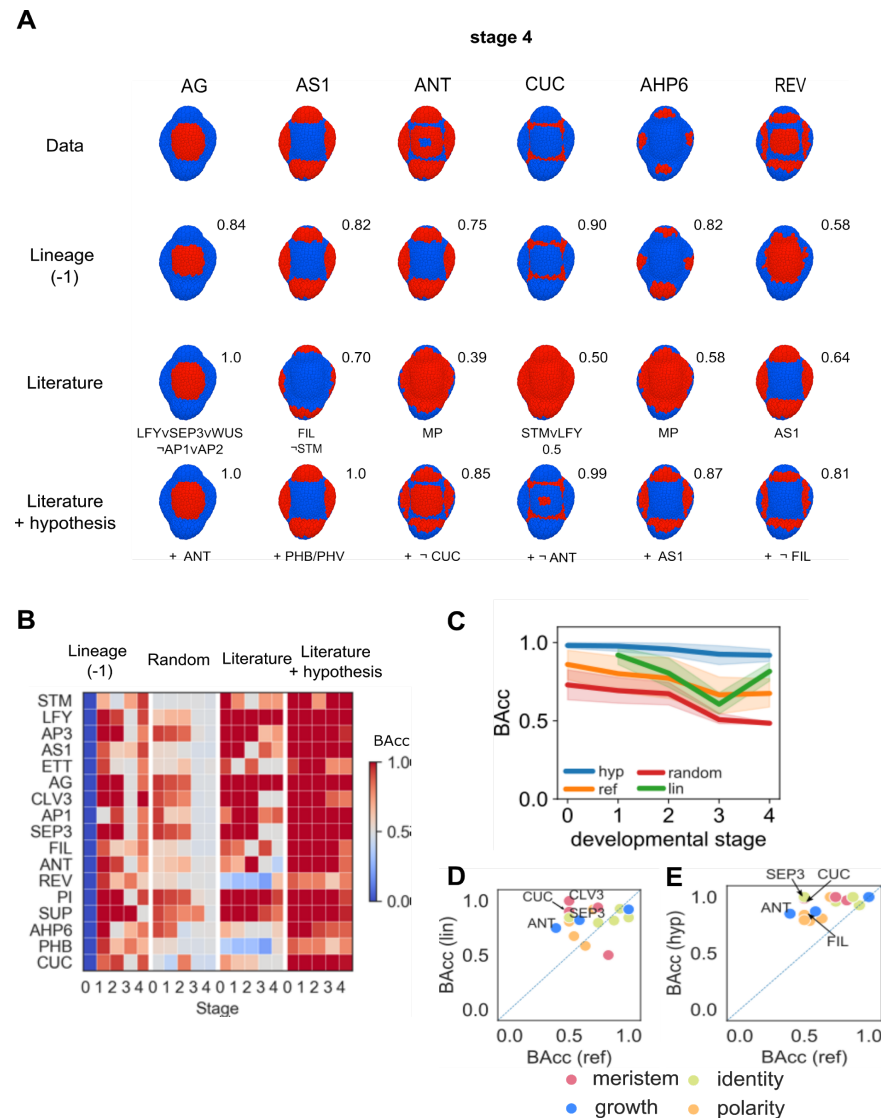 A
stage 4
AG AS1 ANT CUC AHP6 REV
Data
Lineage
(-1)
0.84 0.82 0.75 0.90 0.82 0.58
Literature
1.0 0.70 0.39 0.50 0.58 0.64
LFYvSEP3vWUS FIL MP STMvLFY MP AS1
¬AP1vAP2 ¬STM 0.5
Literature
+ hypothesis
1.0 1.0 0.85 0.99 0.87 0.81
+ ANT + PHB/PHV + ¬ CUC + ¬ ANT + AS1 + ¬ FIL
B
Lineage
(-1)
Random
Literature
Literature
+ hypothesis
STM
LFY
AP3
AS1
ETT
AG
CLV3
AP1
SEP3
FIL
ANT
REV
PI
SUP
AHP6
PHB
CUC
0 1 2 3 4 0 1 2 3 4 0 1 2 3 4 0 1 2 3 4
Stage
BAcc
1.0
0.5
0.0
C
BAcc
1.0
0.5
0.0
hyp
random
ref
lin
0 1 2 3 4
developmental stage
D
BAcc (lin)
1.0
0.5
0.0
CUC
CLV3
SEP3
ANT
0.0 0.5 1.0
BAcc (ref)
E
BAcc (hyp)
1.0
0.5
0.0
SEP3
CUC
ANT
FIL
0.0 0.5 1.0
BAcc (ref)
meristem
identity
growth
polarity